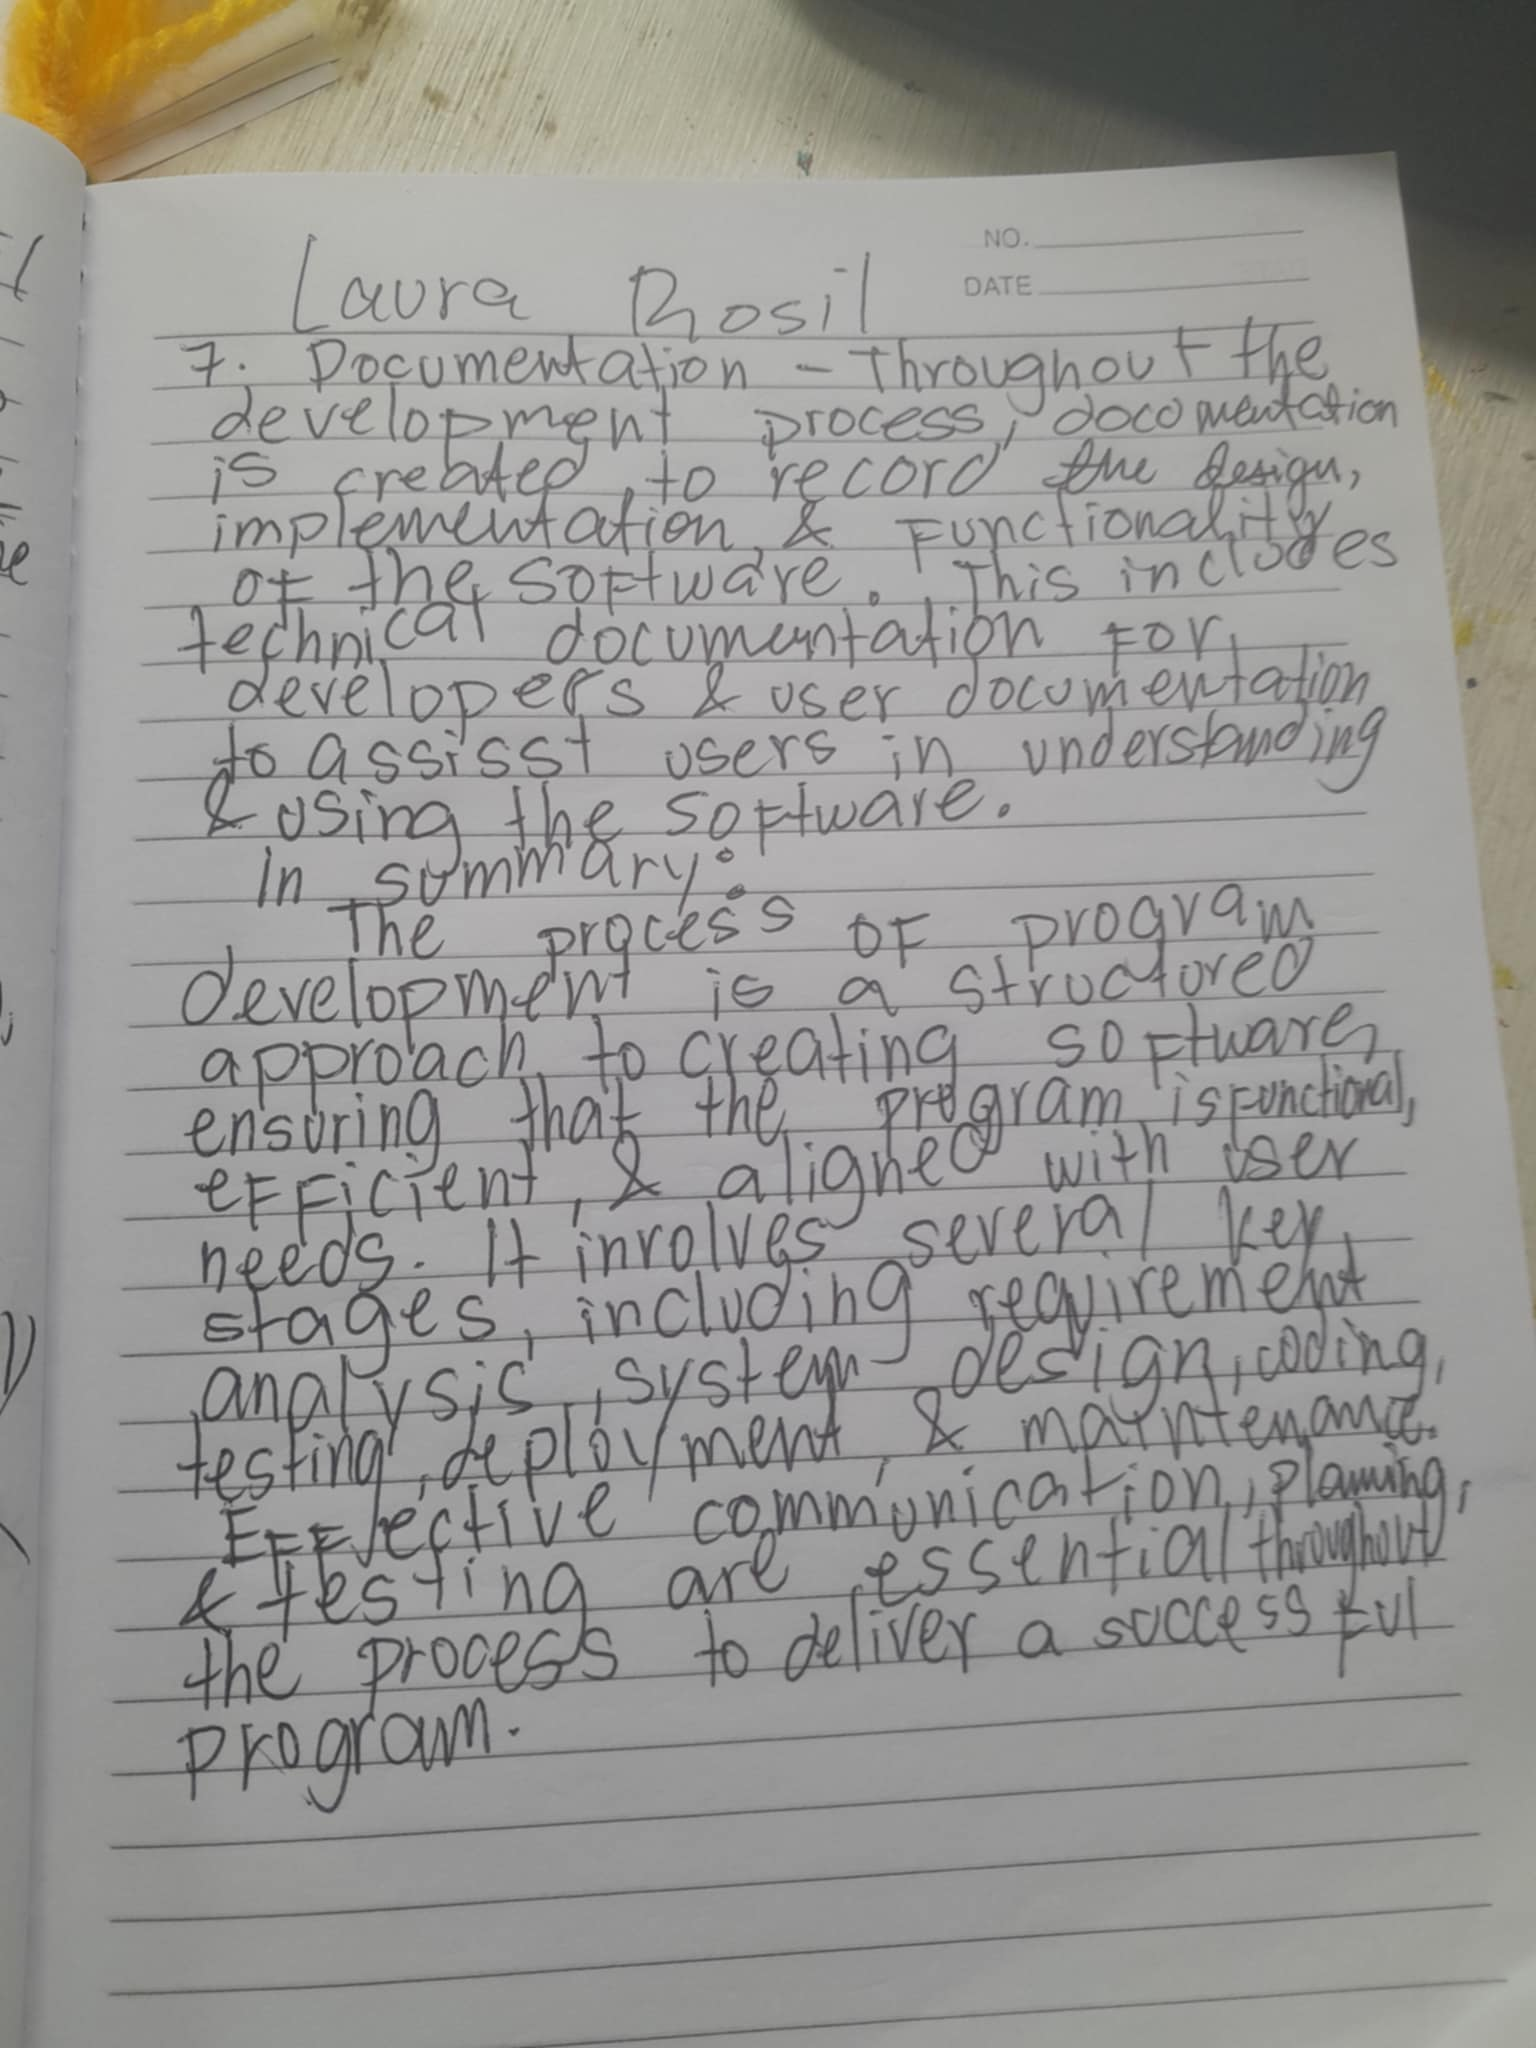 NO.
DATE
Laura Rosil
7. Documentation - Throughout the
development process, documentation
is created to record the design,
implementation, & functionality
of the software. This includes
technical documentation for
developers & user documentation
to assisst users in understanding
& using the software.
In summary:
The process of program
development is a structured
approach to creating software,
ensuring that the program is functional,
efficient, & aligned with user
needs. It involves several key
stages, including requirement
analysis, system design, coding,
testing, deployment, & mayntenance.
Effective communication, planning,
& testing are essential throughout
the process to deliver a successful
program.